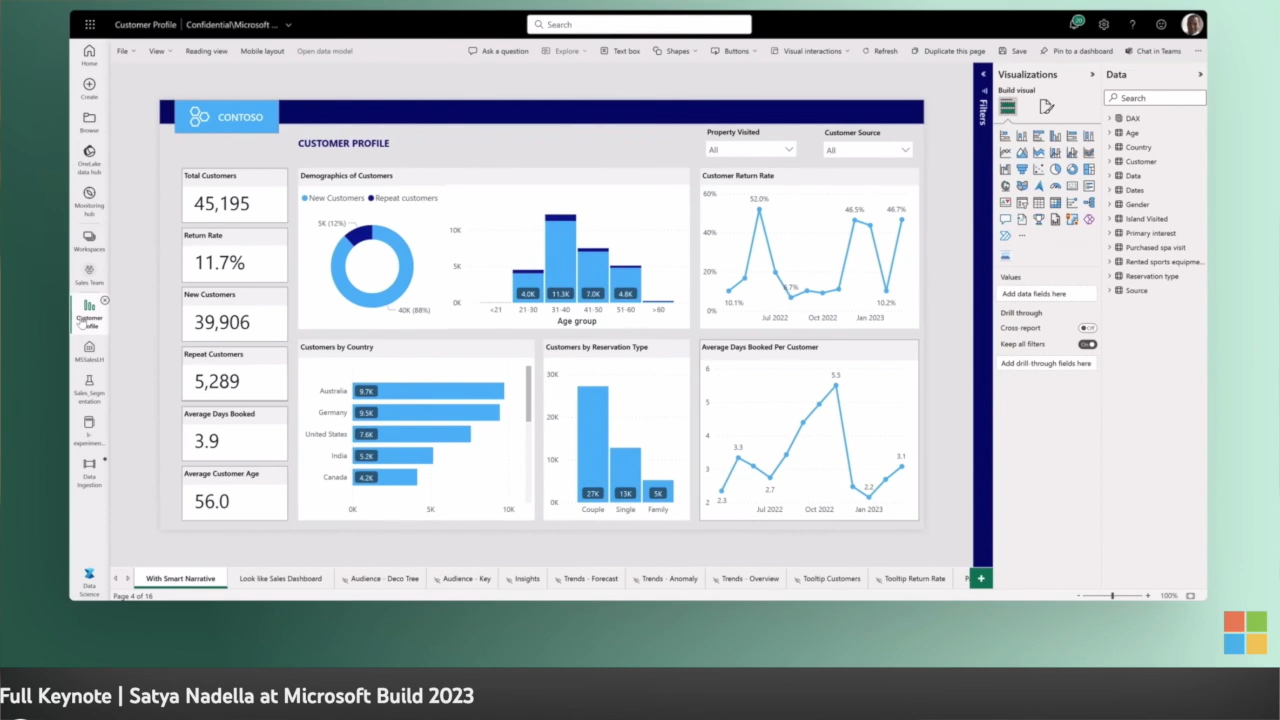 Customer Profile | Confidential\Microsoft ...
Search
20
Home
Create
Browse
OneLake
data hub
Monitoring
hub
Workspaces
Sales Team
Customer
Profile
MSSalesLH
Sales_Segm
entation
lr-
experimen...
Data
Ingestion
Data
Science
File View Reading view Mobile layout Open data model
Ask a question Explore Text box Shapes Buttons Visual interactions Refresh Duplicate this page Save Pin to a dashboard Chat in Teams ...
CONTOSO
CUSTOMER PROFILE
Property Visited
All
Customer Source
All
Total Customers
45,195
Return Rate
11.7%
New Customers
39,906
Repeat Customers
5,289
Average Days Booked
3.9
Average Customer Age
56.0
Demographics of Customers
New Customers Repeat customers
5K (12%)
40K (88%)
10K
5K
0K
4.0K 11.3K 7.0K 4.8K
<21 21-30 31-40 41-50 51-60 >60
Age group
Customer Return Rate
60%
40%
20%
0%
52.0%
46.5%
46.7%
10.1%
6.7%
10.2%
Jul 2022 Oct 2022 Jan 2023
Customers by Country
Australia 9.7K
Germany 9.5K
United States 7.6K
India 5.2K
Canada 4.2K
0K 5K 10K
Customers by Reservation Type
30K
20K
10K
0K
27K 13K 5K
Couple Single Family
Average Days Booked Per Customer
6
5
4
3
2
5.5
3.3
2.7
2.3
2.2
3.1
Jul 2022 Oct 2022 Jan 2023
Filters
Visualizations
Build visual
Values
Add data fields here
Drill through
Cross-report Off
Keep all filters On
Add drill-through fields here
Data
Search
DAX
Age
Country
Customer
Data
Dates
Gender
Island Visited
Primary interest
Purchased spa visit
Rented sports equipme...
Reservation type
Source
With Smart Narrative Look like Sales Dashboard Audience - Deco Tree Audience - Key Insights Trends - Forecast Trends - Anomaly Trends - Overview Tooltip Customers Tooltip Return Rate
Page 4 of 16
100%
Full Keynote | Satya Nadella at Microsoft Build 2023